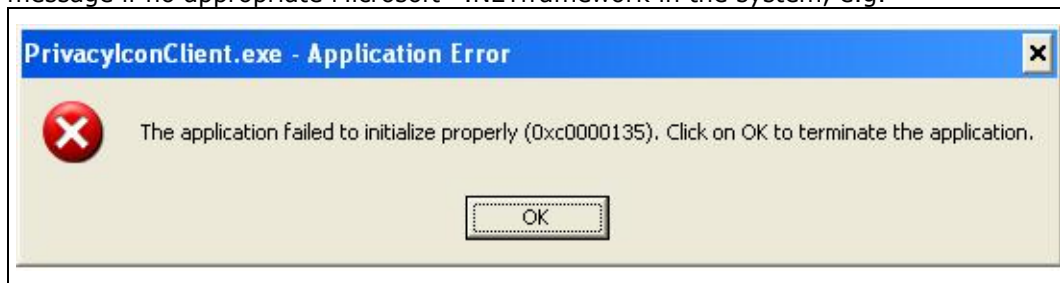 message if no appropriate Microsoft .NET framework in the system, e.g.
PrivacyIconClient.exe - Application Error
The application failed to initialize properly (0xc0000135). Click on OK to terminate the application.
OK